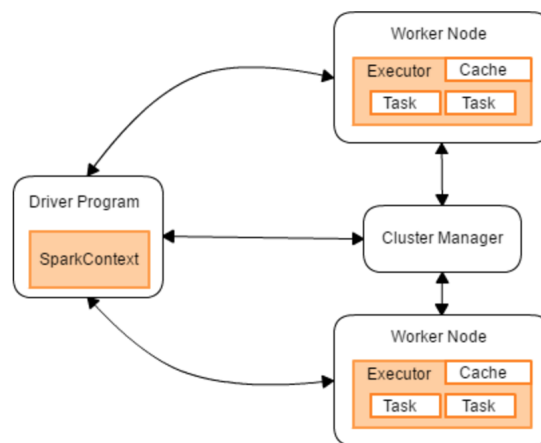 Worker Node
Executor Cache
Task Task
Driver Program
SparkContext
Cluster Manager
Worker Node
Executor Cache
Task Task